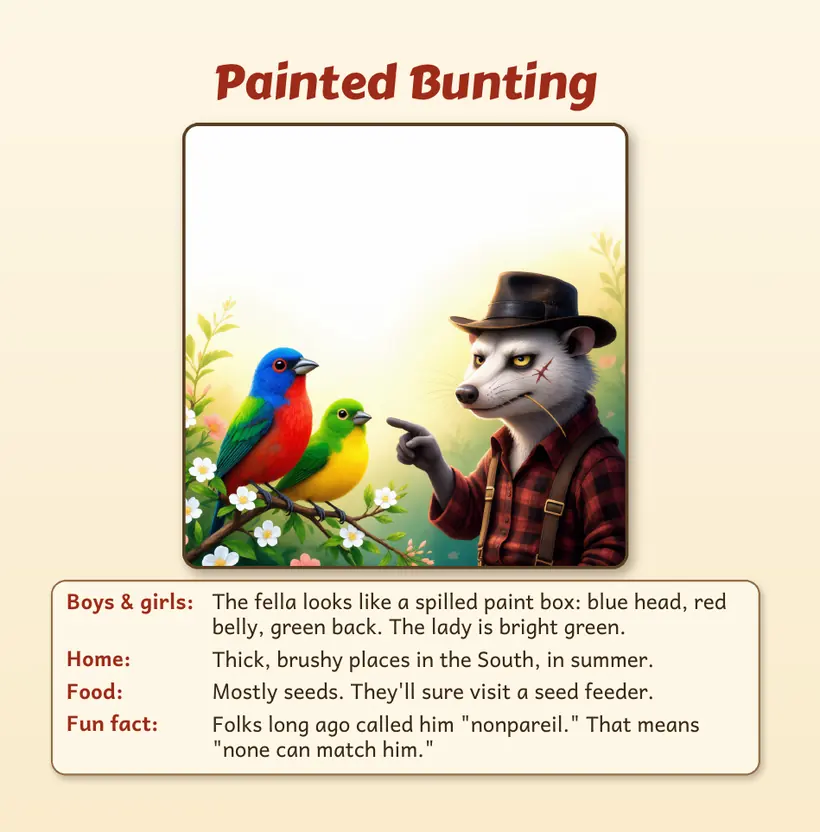 Painted Bunting
Boys & girls: The fella looks like a spilled paint box: blue head, red
belly, green back. The lady is bright green.
Home: Thick, brushy places in the South, in summer.
Food: Mostly seeds. They'll sure visit a seed feeder.
Fun fact: Folks long ago called him "nonpareil." That means
"none can match him."